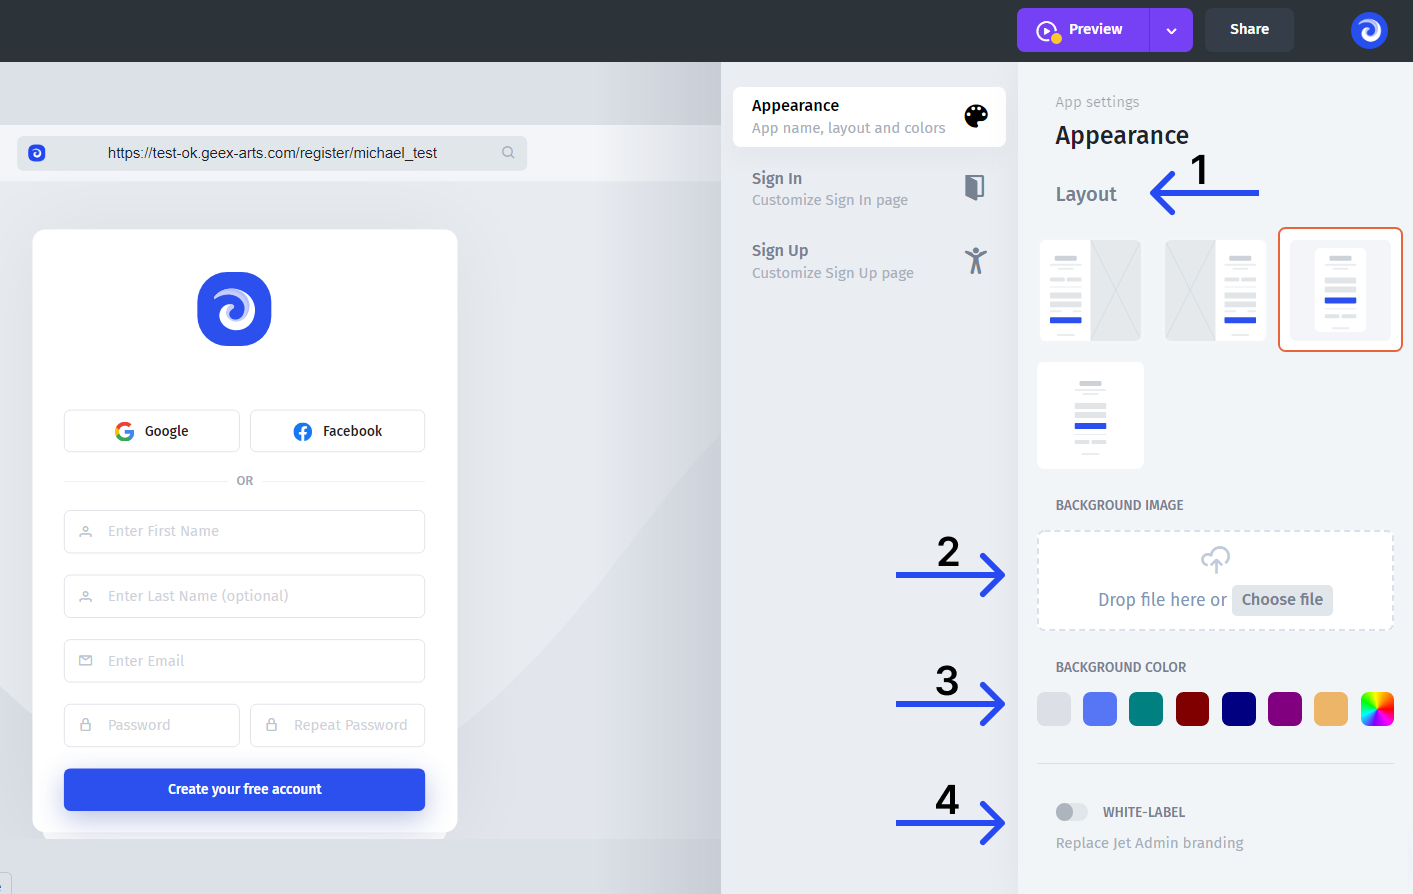 Preview
Share
https://test-ok.geex-arts.com/register/michael_test
Google
Facebook
OR
Enter First Name
Enter Last Name (optional)
Enter Email
Password
Repeat Password
Create your free account
Appearance
App name, layout and colors
Sign In
Customize Sign In page
Sign Up
Customize Sign Up page
App settings
Appearance
1
Layout
BACKGROUND IMAGE
2
Drop file here or Choose file
BACKGROUND COLOR
3
4
WHITE-LABEL
Replace Jet Admin branding